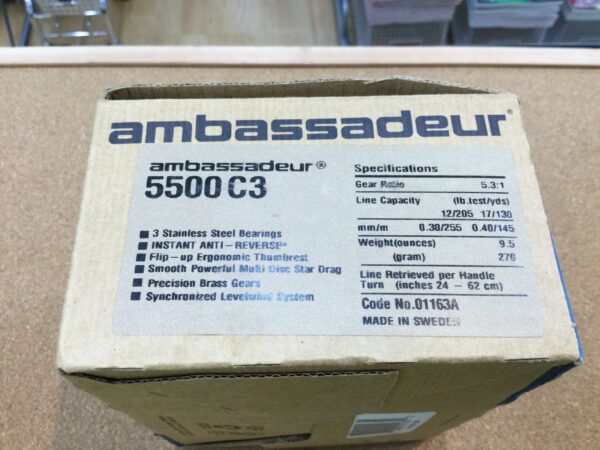 ambassadeur®
ambassadeur®
5500 C3
3 Stainless Steel Bearings
INSTANT ANTI-REVERSE™
Flip-up Ergonomic Thumbrest
Smooth Powerful Multi Disc Star Drag
Precision Brass Gears
Synchronized Levelwind System
Specifications
Gear Ratio 5.3:1
Line Capacity (lb.test/yds)
12/205 17/130
mm/m 0.30/255 0.40/145
Weight(ounces) 9.5
(gram) 270
Line Retrieved per Handle
Turn (inches 24 - 62 cm)
Code No.01163A
MADE IN SWEDEN